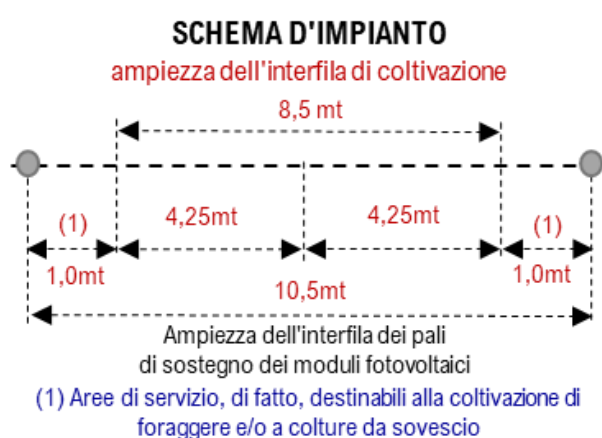 SCHEMA D'IMPIANTO
ampiezza dell'interfila di coltivazione
8,5 mt
(1) 4,25mt 4,25mt (1)
1,0mt 1,0mt
10,5mt
Ampiezza dell'interfila dei pali
di sostegno dei moduli fotovoltaici
(1) Aree di servizio, di fatto, destinabili alla coltivazione di
foraggere e/o a colture da sovescio